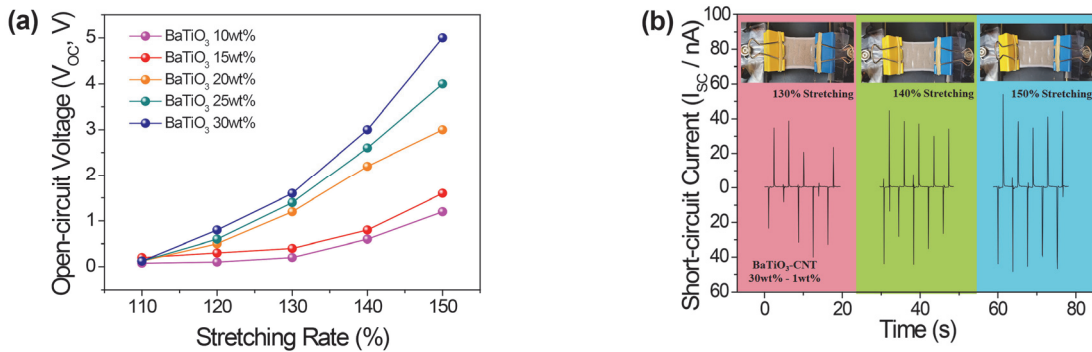 (a)
Open-circuit Voltage (V_OC, V)
5
4
3
2
1
0
BaTiO₃ 10wt%
BaTiO₃ 15wt%
BaTiO₃ 20wt%
BaTiO₃ 25wt%
BaTiO₃ 30wt%
110 120 130 140 150
Stretching Rate (%)
(b)
Short-circuit Current (I_SC / nA)
100
80
60
40
20
0
20
40
60
130% Stretching
140% Stretching
150% Stretching
BaTiO₃-CNT
30wt% - 1wt%
0 20 40 60 80
Time (s)